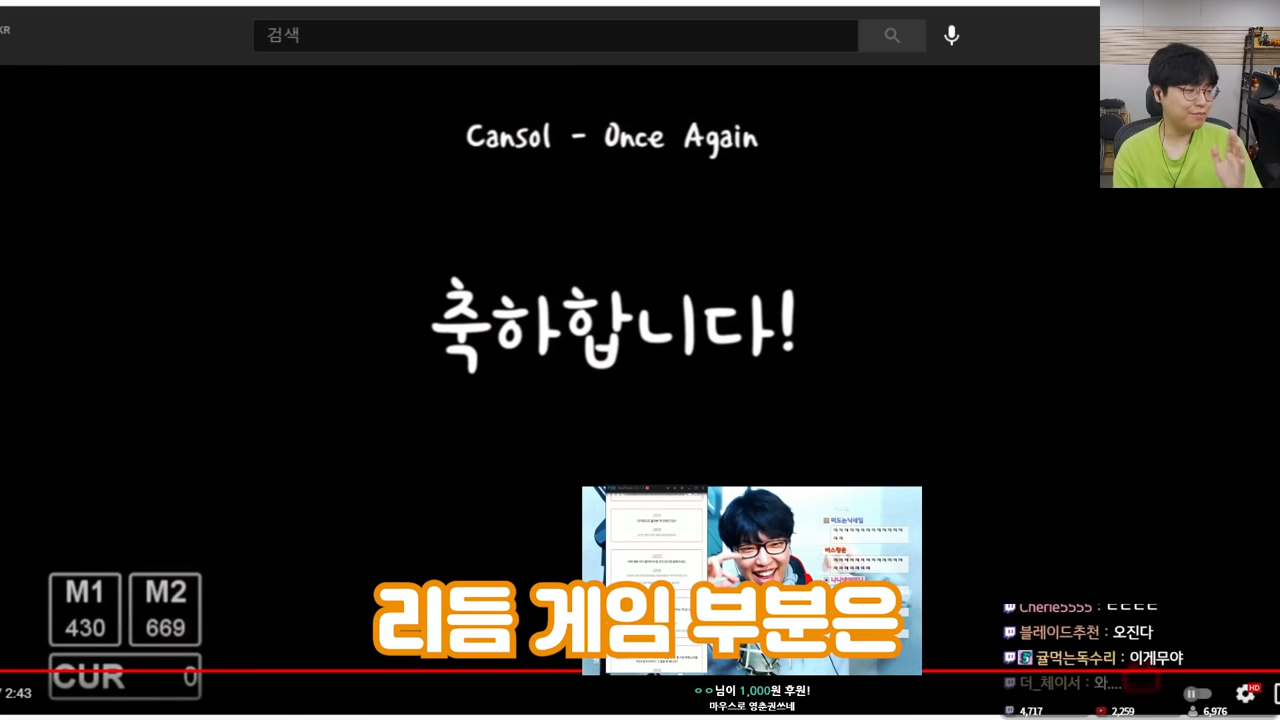 KR
검색
Cansol - Once Again
축하합니다!
M1
430
M2
669
CUR 0
리듬 게임 부분은
/ 2:43
ㅇㅇ님이 1,000원 후원!
마우스로 영춘권쓰네
Cherie5555 : ㄷㄷㄷㄷ
블레이드추천 : 오진다
귤먹는독수리 : 이게무야
더_체이서 : 와....
HD
4,717
2,259
6,976